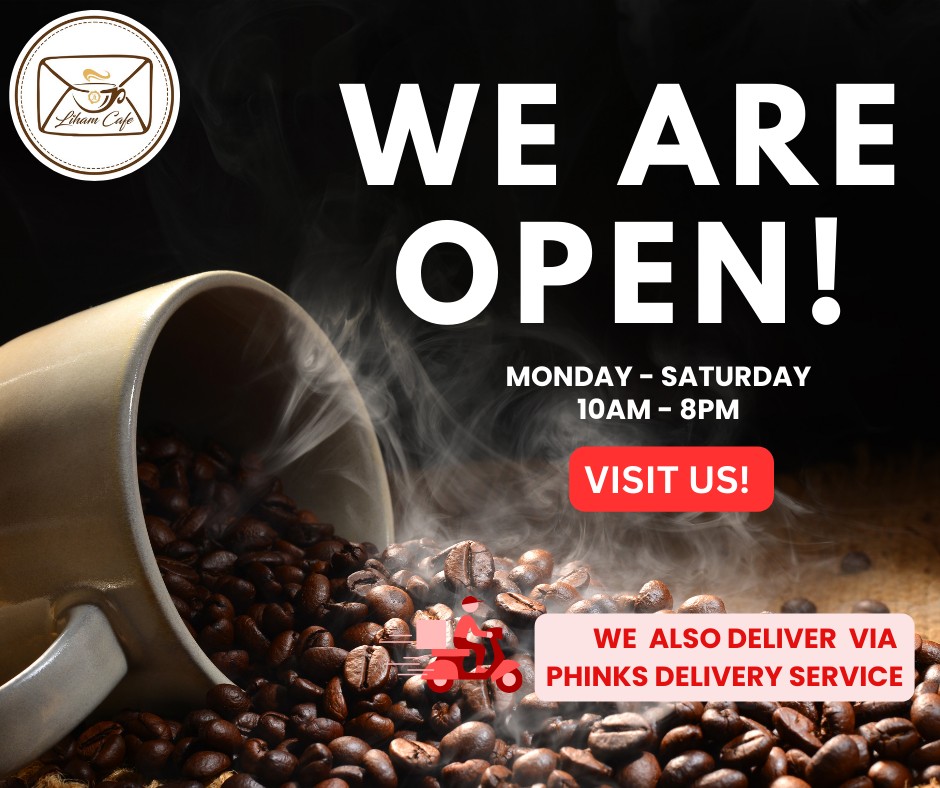 Liham Cafe
WE ARE
OPEN!
MONDAY - SATURDAY
10AM - 8PM
VISIT US!
WE ALSO DELIVER VIA
PHINKS DELIVERY SERVICE